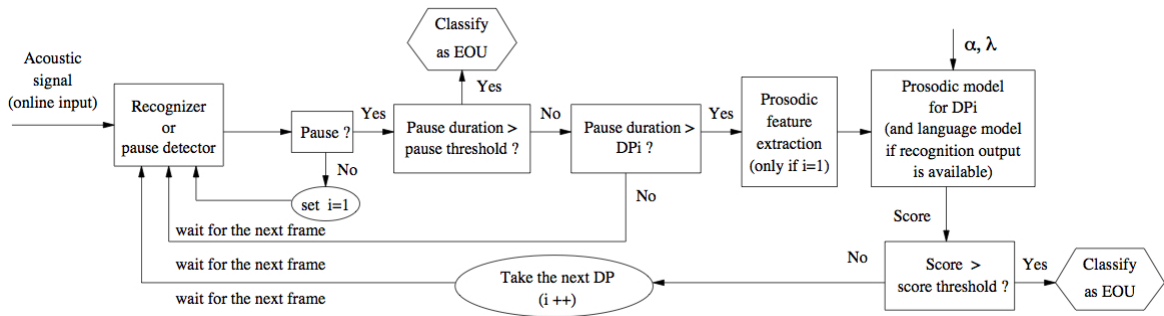 Acoustic
signal
(online input)
Recognizer
or
pause detector
Pause ?
Yes
No
set i=1
Classify
as EOU
Yes
Pause duration >
pause threshold ?
No
Pause duration >
DPi ?
Yes
No
Prosodic
feature
extraction
(only if i=1)
α, λ
Prosodic model
for DPi
(and language model
if recognition output
is available)
Score
Score >
score threshold ?
Yes
Classify
as EOU
No
Take the next DP
(i ++)
wait for the next frame
wait for the next frame
wait for the next frame